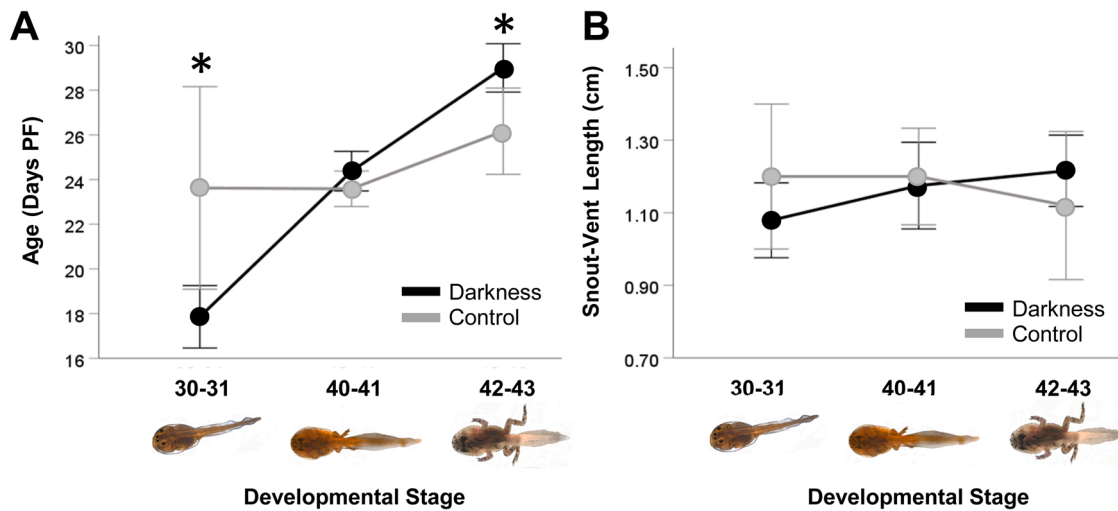 A
Age (Days PF)
30
28
26
24
22
20
18
16
*
*
Darkness
Control
30-31
40-41
42-43
Developmental Stage
B
Snout-Vent Length (cm)
1.50
1.30
1.10
0.90
0.70
Darkness
Control
30-31
40-41
42-43
Developmental Stage